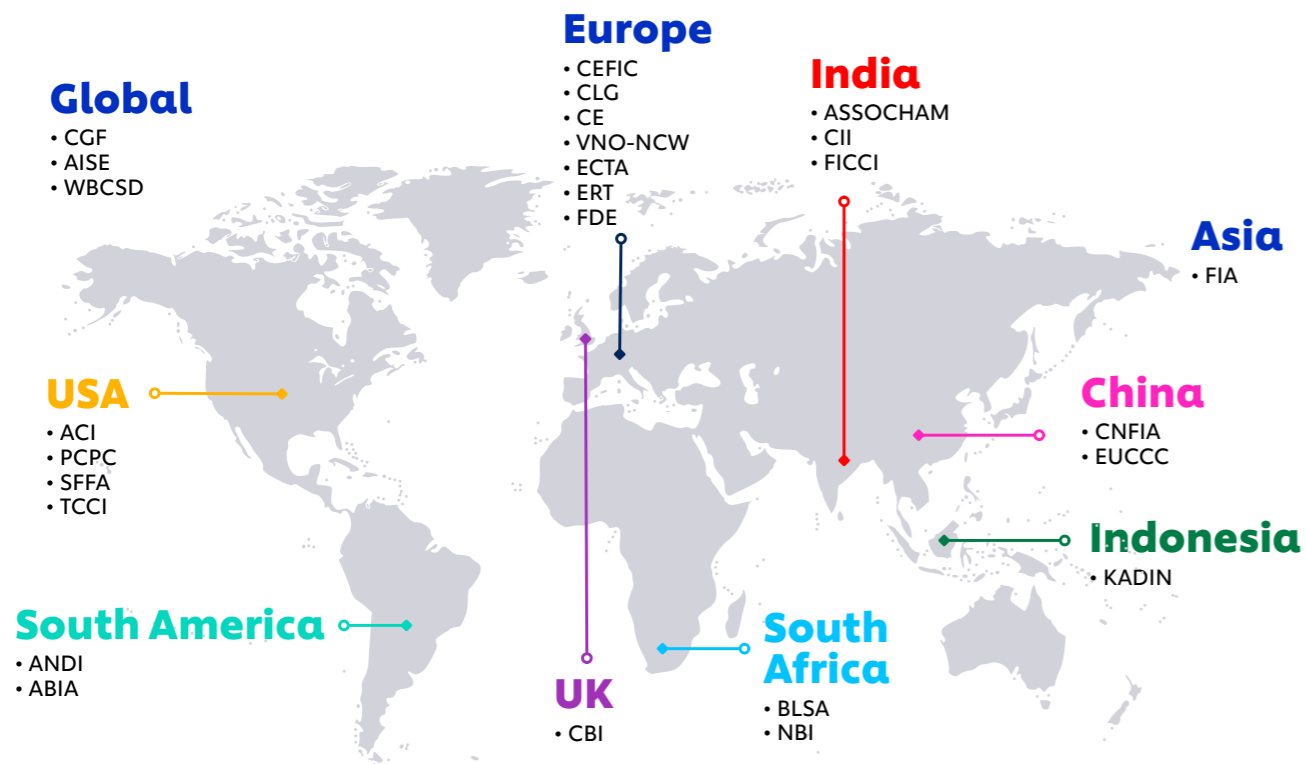 Global
• CGF
• AISE
• WBCSD
Europe
• CEFIC
• CLG
• CE
• VNO-NCW
• ECTA
• ERT
• FDE
India
• ASSOCHAM
• CII
• FICCI
Asia
• FIA
USA
• ACI
• PCPC
• SFFA
• TCCI
China
• CNFIA
• EUCCC
Indonesia
• KADIN
South America
• ANDI
• ABIA
UK
• CBI
South
Africa
• BLSA
• NBI